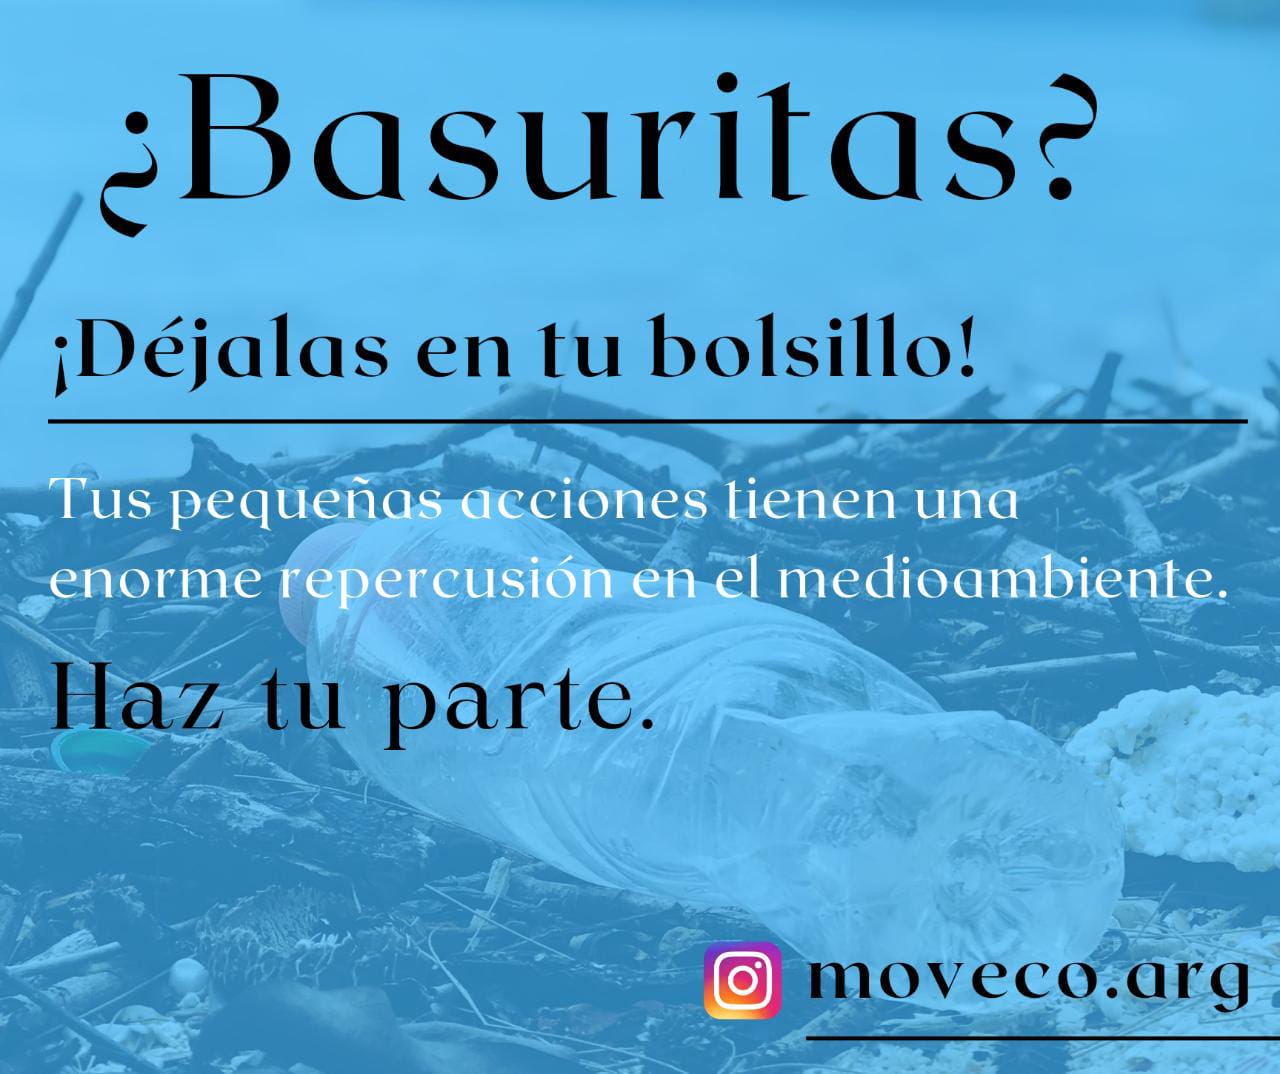 ¿Basuritas?
¡Déjalas en tu bolsillo!
Tus pequeñas acciones tienen una
enorme repercusión en el medioambiente.
Haz tu parte.
moveco.arg